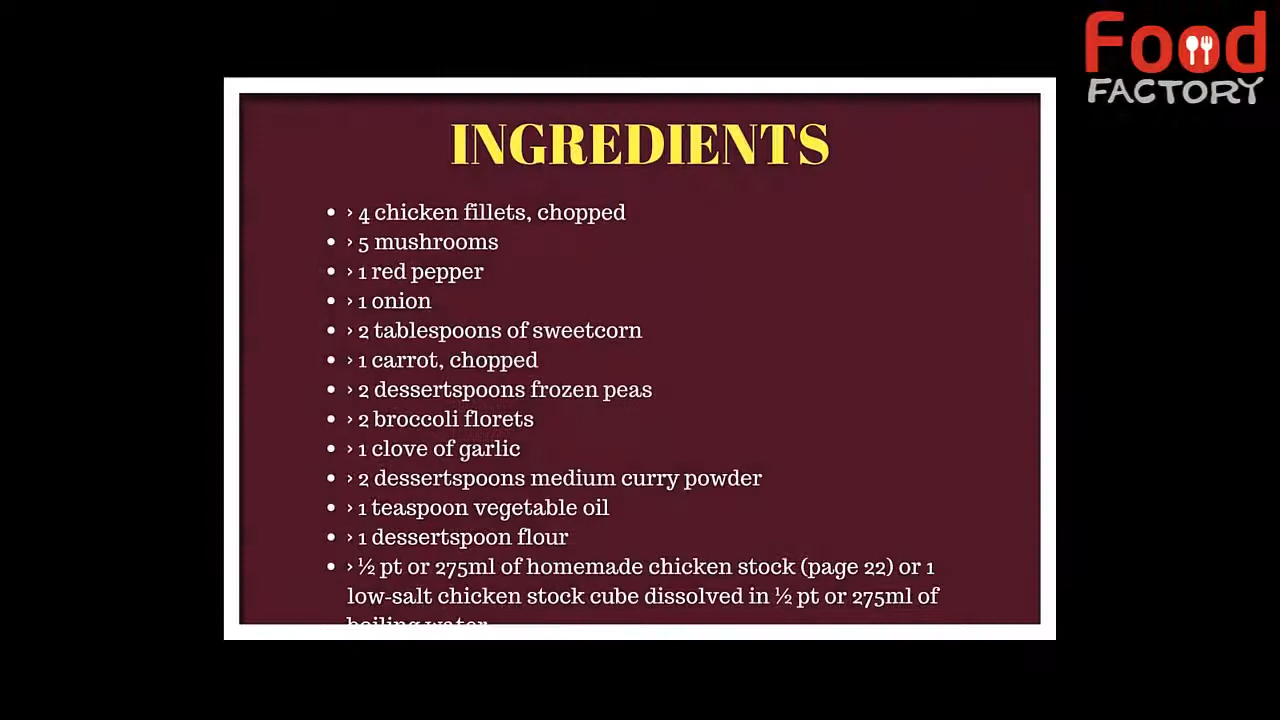 Food
FACTORY
INGREDIENTS
• › 4 chicken fillets, chopped
• › 5 mushrooms
• › 1 red pepper
• › 1 onion
• › 2 tablespoons of sweetcorn
• › 1 carrot, chopped
• › 2 dessertspoons frozen peas
• › 2 broccoli florets
• › 1 clove of garlic
• › 2 dessertspoons medium curry powder
• › 1 teaspoon vegetable oil
• › 1 dessertspoon flour
• › ½ pt or 275ml of homemade chicken stock (page 22) or 1
low-salt chicken stock cube dissolved in ½ pt or 275ml of
boiling water